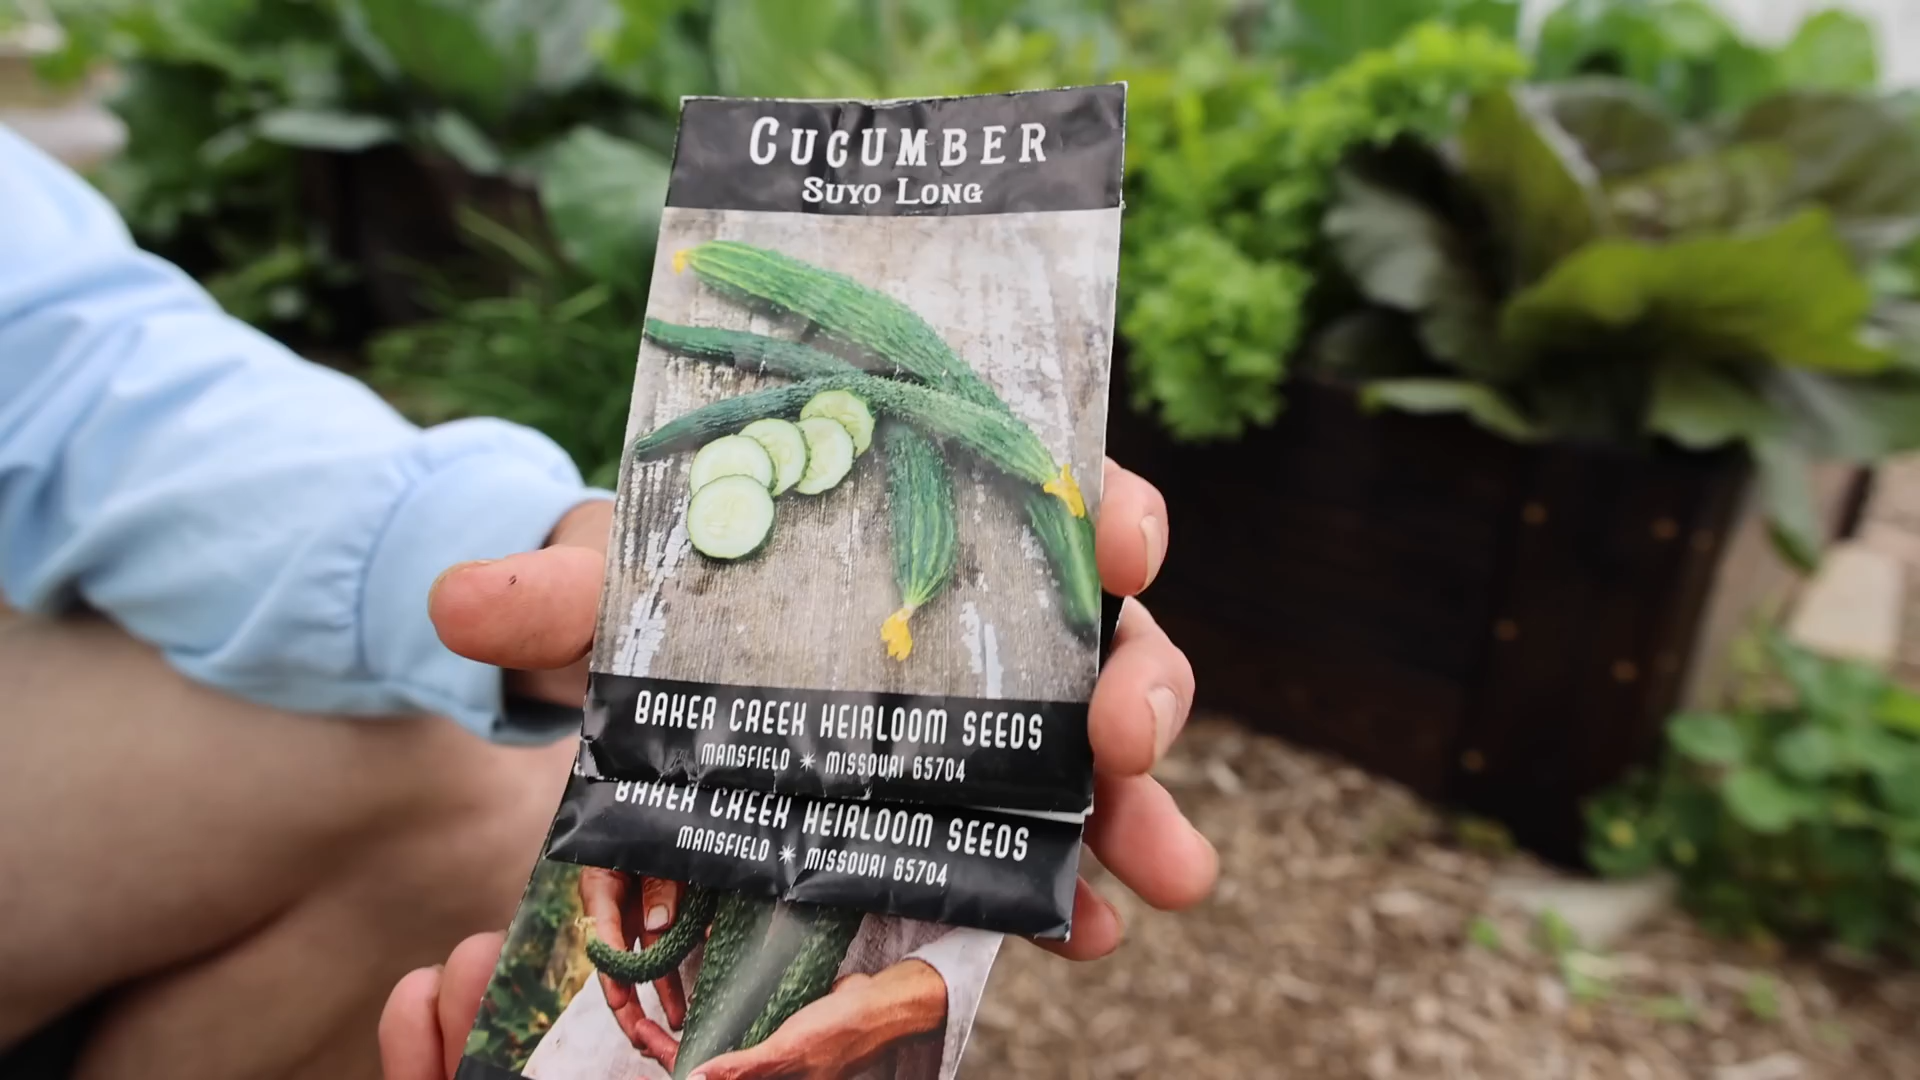 CUCUMBER
SUYO LONG
BAKER CREEK HEIRLOOM SEEDS
MANSFIELD ✷ MISSOURI 65704
BAKER CREEK HEIRLOOM SEEDS
MANSFIELD ✷ MISSOURI 65704